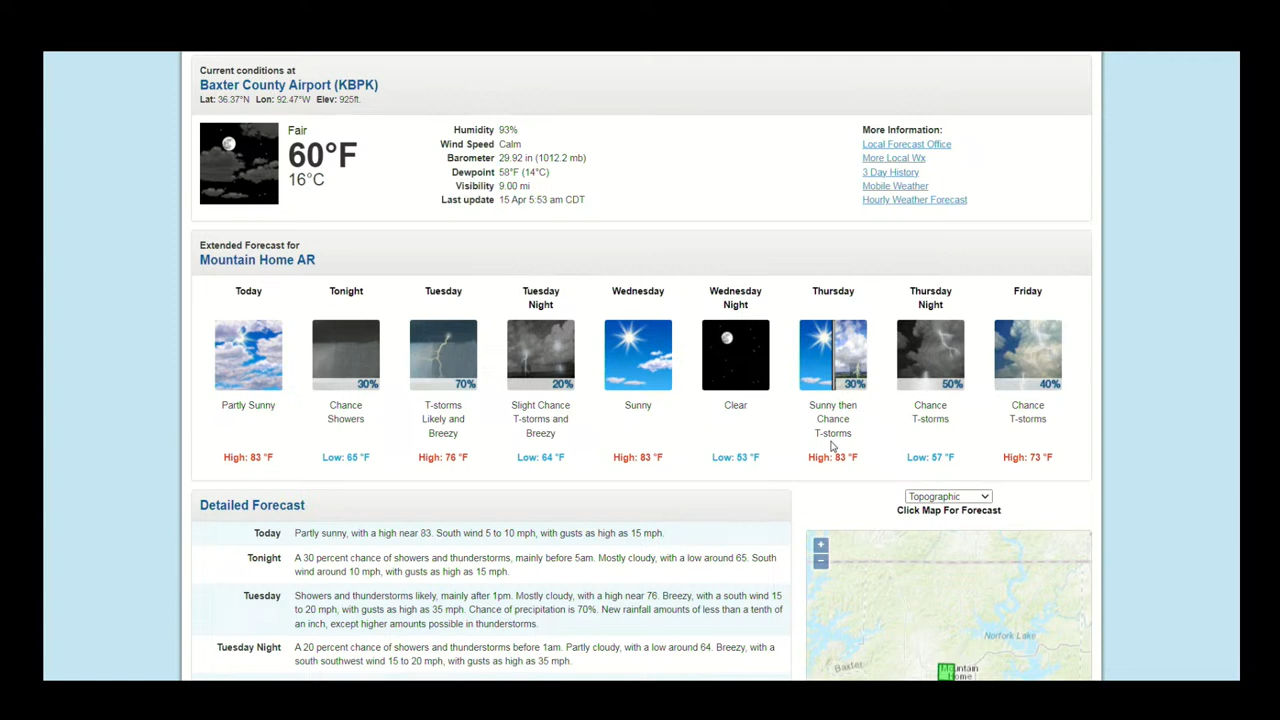 Current conditions at
Baxter County Airport (KBPK)
Lat: 36.37°N Lon: 92.47°W Elev: 925ft.
Fair
60°F
16°C
Humidity 93%
Wind Speed Calm
Barometer 29.92 in (1012.2 mb)
Dewpoint 58°F (14°C)
Visibility 9.00 mi
Last update 15 Apr 5:53 am CDT
More Information:
Local Forecast Office
More Local Wx
3 Day History
Mobile Weather
Hourly Weather Forecast
Extended Forecast for
Mountain Home AR
Today
Partly Sunny
High: 83 °F
Tonight
30%
Chance
Showers
Low: 65 °F
Tuesday
70%
T-storms
Likely and
Breezy
High: 76 °F
Tuesday
Night
20%
Slight Chance
T-storms and
Breezy
Low: 64 °F
Wednesday
Sunny
High: 83 °F
Wednesday
Night
Clear
Low: 53 °F
Thursday
30%
Sunny then
Chance
T-storms
High: 83 °F
Thursday
Night
50%
Chance
T-storms
Low: 57 °F
Friday
40%
Chance
T-storms
High: 73 °F
Detailed Forecast
Today Partly sunny, with a high near 83. South wind 5 to 10 mph, with gusts as high as 15 mph.
Tonight A 30 percent chance of showers and thunderstorms, mainly before 5am. Mostly cloudy, with a low around 65. South
wind around 10 mph, with gusts as high as 15 mph.
Tuesday Showers and thunderstorms likely, mainly after 1pm. Mostly cloudy, with a high near 76. Breezy, with a south wind 15
to 20 mph, with gusts as high as 35 mph. Chance of precipitation is 70%. New rainfall amounts of less than a tenth of
an inch, except higher amounts possible in thunderstorms.
Tuesday Night A 20 percent chance of showers and thunderstorms before 1am. Partly cloudy, with a low around 64. Breezy, with a
south southwest wind 15 to 20 mph, with gusts as high as 35 mph.
Topographic
Click Map For Forecast
+
−
Norfork Lake
Baxter
Home